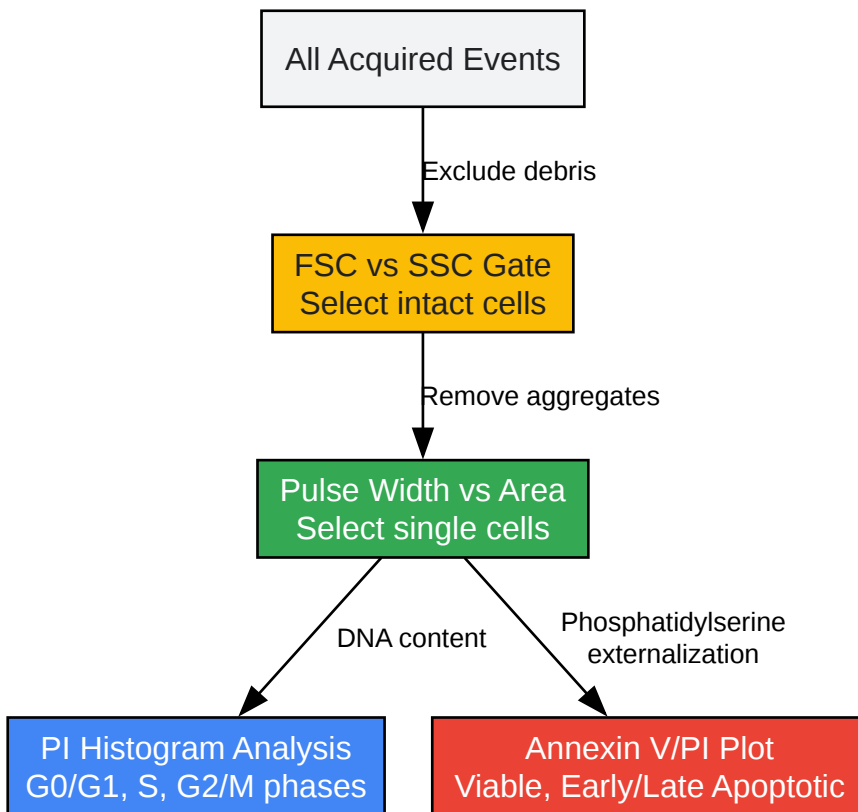 All Acquired Events
Exclude debris
FSC vs SSC Gate
Select intact cells
Remove aggregates
Pulse Width vs Area
Select single cells
DNA content
Phosphatidylserine
externalization
PI Histogram Analysis
G0/G1, S, G2/M phases
Annexin V/PI Plot
Viable, Early/Late Apoptotic